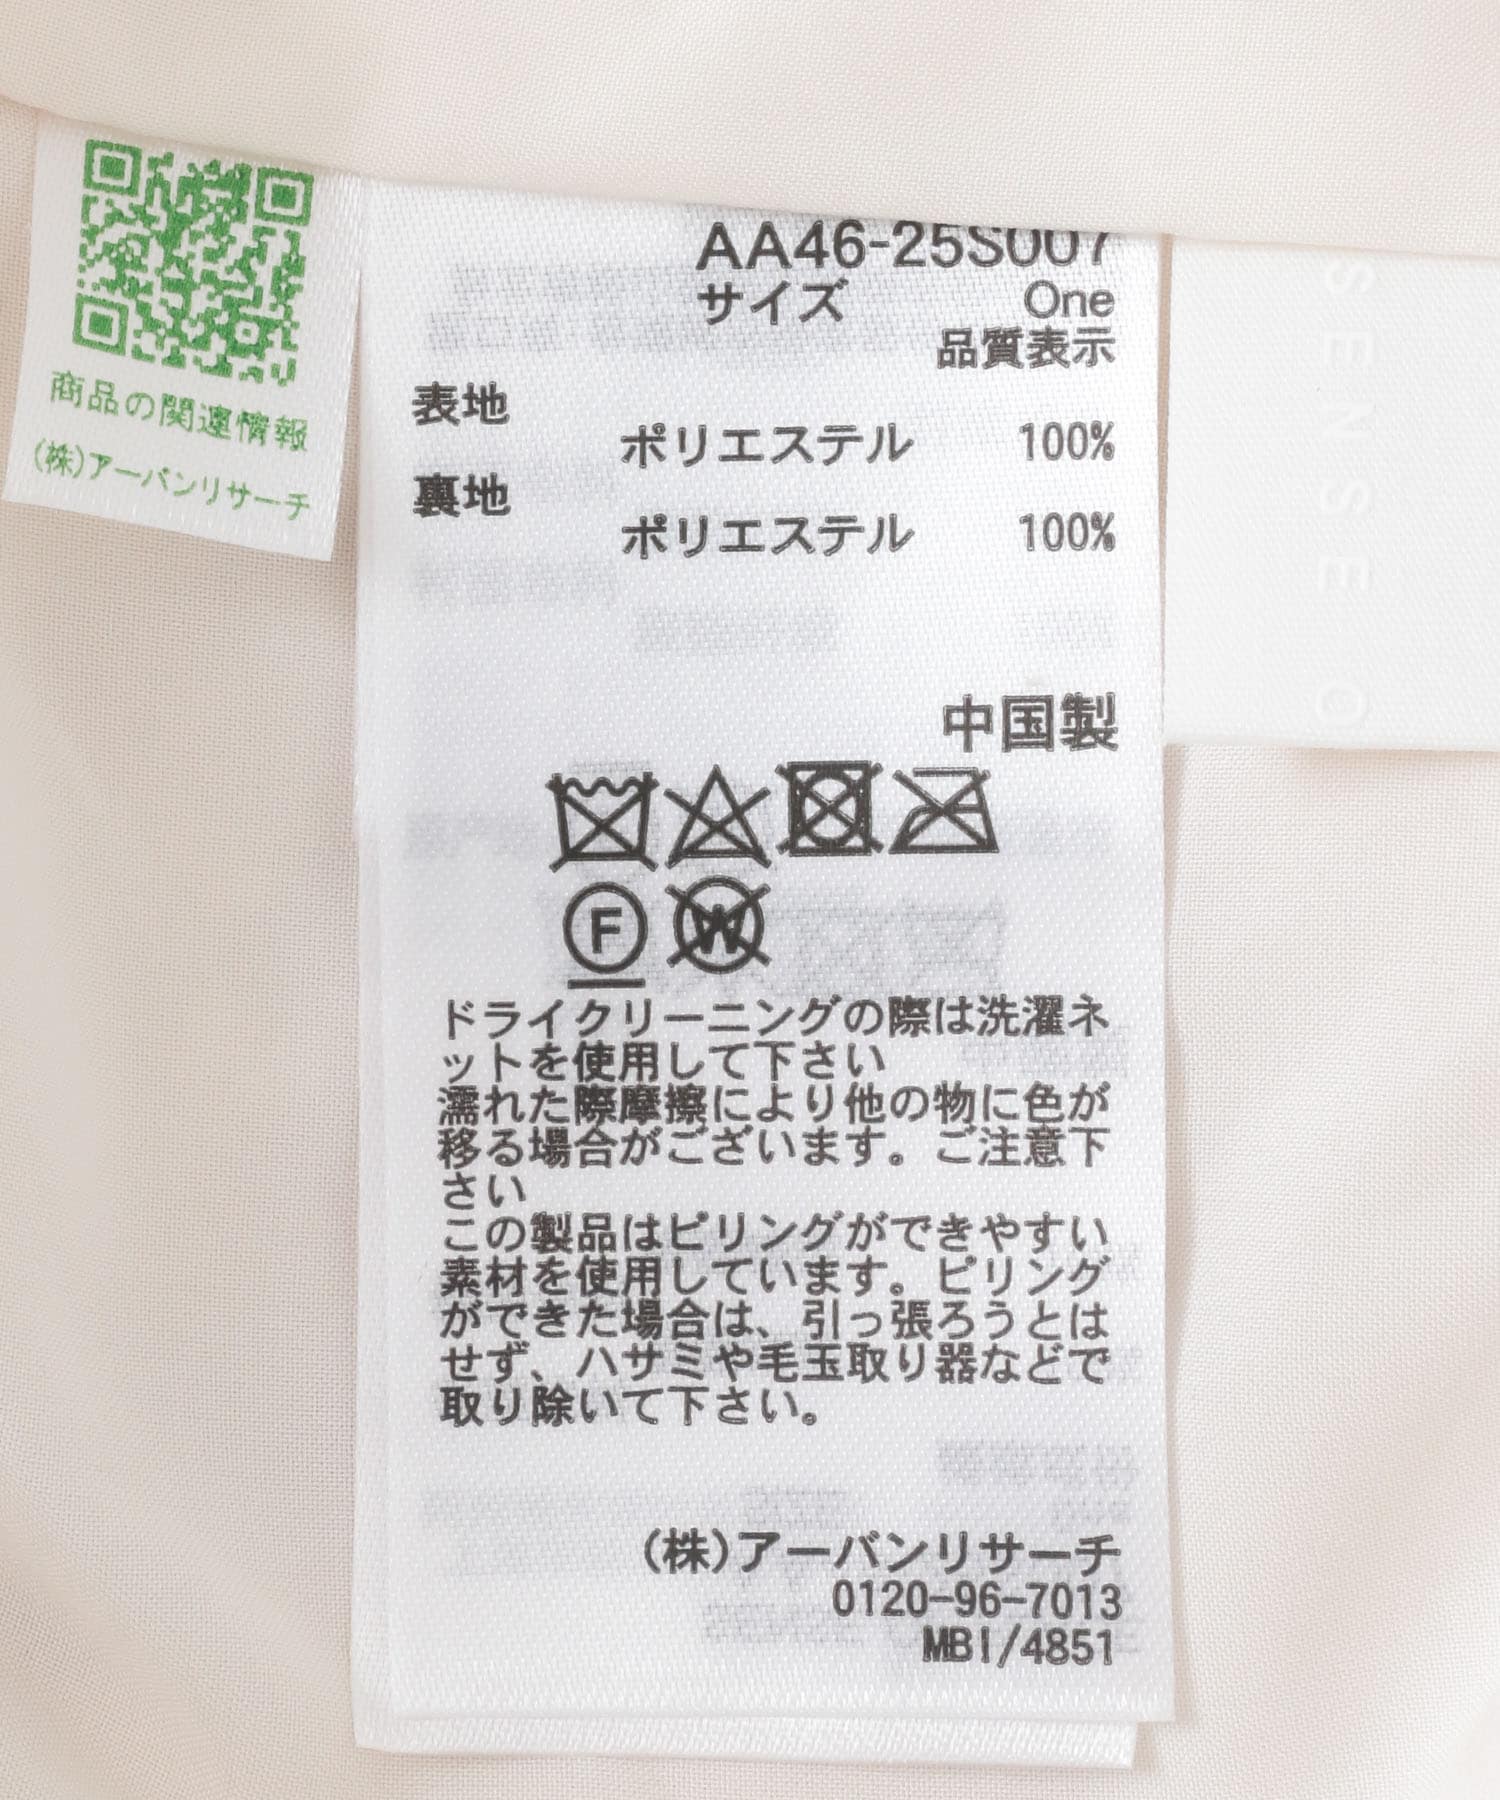 商品の関連情報
(株)アーバンリサーチ
AA46-25S007
サイズ One
品質表示
表地
ポリエステル 100%
裏地
ポリエステル 100%
中国製
F W
ドライクリーニングの際は洗濯ネ
ットを使用して下さい
濡れた際摩擦により他の物に色が
移る場合がございます。ご注意下
さい
この製品はピリングができやすい
素材を使用しています。ピリング
ができた場合は、引っ張ろうとは
せず、ハサミや毛玉取り器などで
取り除いて下さい。
(株)アーバンリサーチ
0120-96-7013
MBI/4851
SENSE O